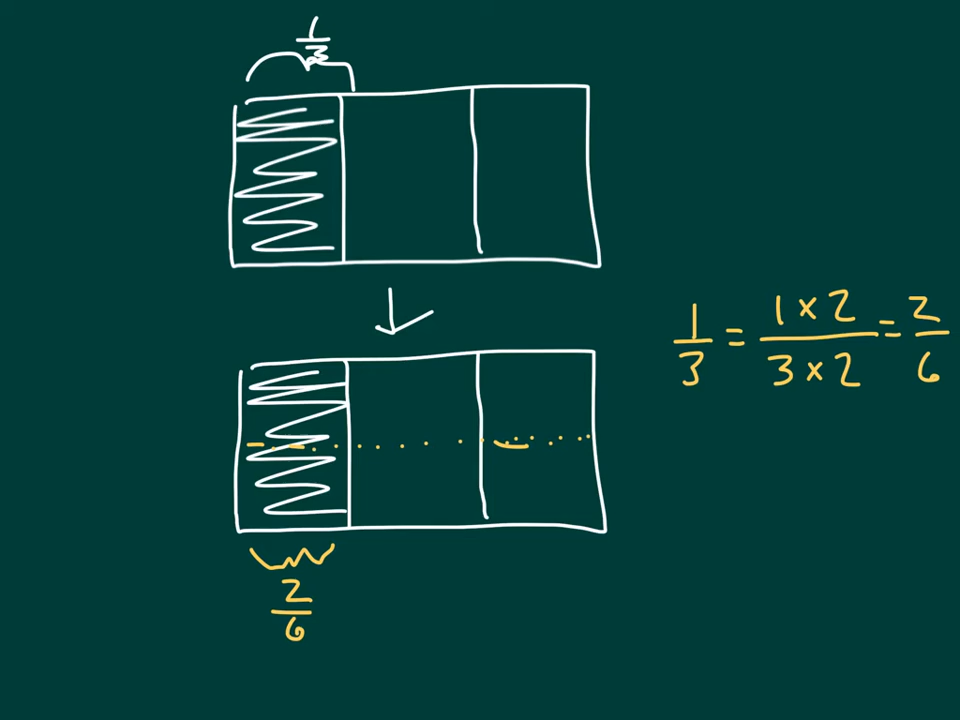 1/3
1/3 = 1 × 2 / 3 × 2 = 2/6
2/6